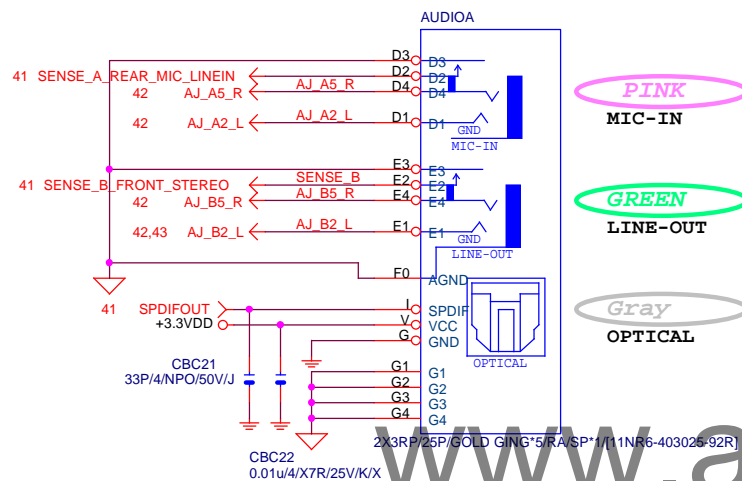 AUDIOA
D3 D3
41 SENSE_A_REAR_MIC_LINEIN D2 D2
42 AJ_A5_R AJ_A5_R D4 D4
42 AJ_A2_L AJ_A2_L D1 D1
GND
MIC-IN
PINK
MIC-IN
E3 E3
41 SENSE_B_FRONT_STEREO SENSE_B E2 E2
42 AJ_B5_R AJ_B5_R E4 E4
42,43 AJ_B2_L AJ_B2_L E1 E1
GND
LINE-OUT
GREEN
LINE-OUT
F0 AGND
41 SPDIFOUT I SPDIF
+3.3VDD V VCC
G GND
OPTICAL
Gray
OPTICAL
CBC21
33P/4/NPO/50V/J
G1 G1
G2 G2
G3 G3
G4 G4
2X3RP/25P/GOLD GING*5/RA/SP*1/[11NR6-403025-92R]
CBC22
0.01u/4/X7R/25V/K/X
www.a